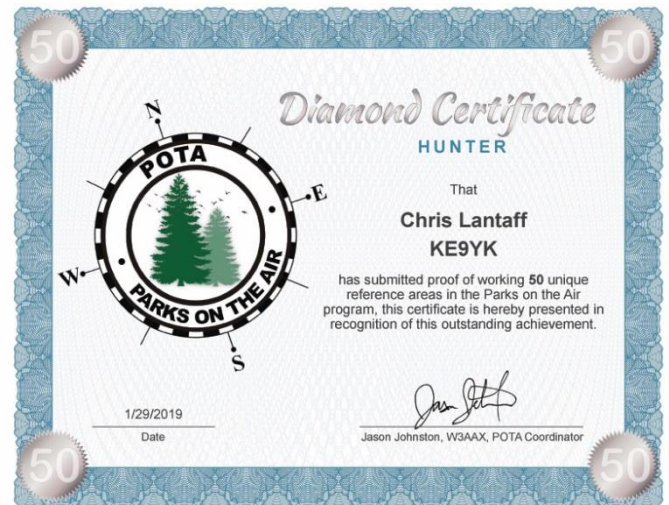 50
50
Diamond Certificate
HUNTER
That
Chris Lantaff
KE9YK
has submitted proof of working 50 unique
reference areas in the Parks on the Air
program, this certificate is hereby presented in
recognition of this outstanding achievement.
N
E
W
S
POTA
PARKS ON THE AIR
1/29/2019
Date
Jason Johnston, W3AAX, POTA Coordinator
50
50